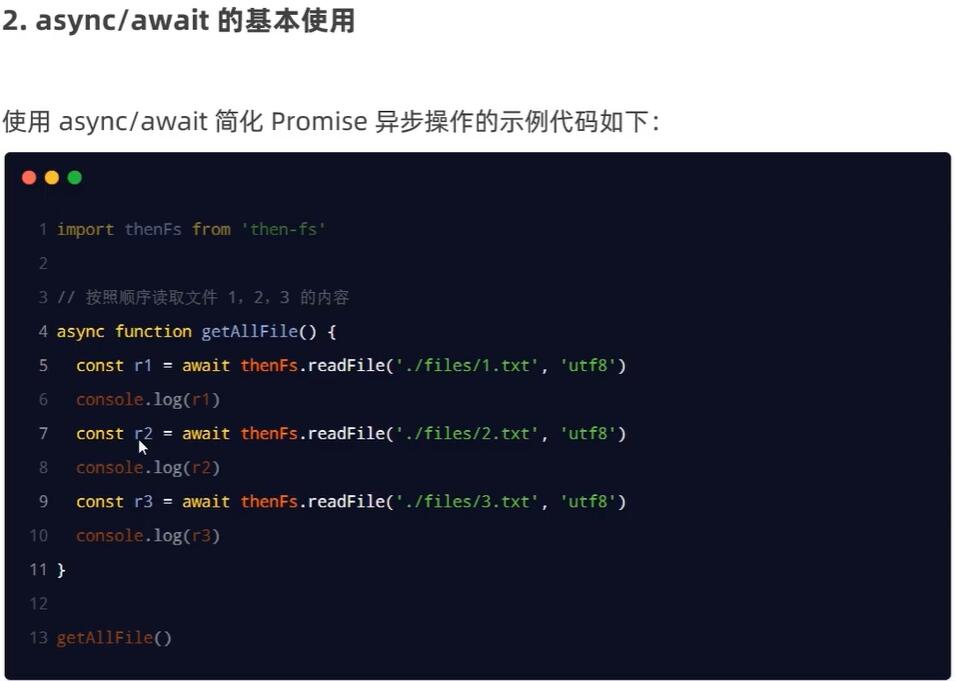 2. async/await 的基本使用
使用 async/await 简化 Promise 异步操作的示例代码如下：
1 import thenFs from 'then-fs'
2
3 // 按照顺序读取文件 1，2，3 的内容
4 async function getAllFile() {
5   const r1 = await thenFs.readFile('./files/1.txt', 'utf8')
6   console.log(r1)
7   const r2 = await thenFs.readFile('./files/2.txt', 'utf8')
8   console.log(r2)
9   const r3 = await thenFs.readFile('./files/3.txt', 'utf8')
10   console.log(r3)
11 }
12
13 getAllFile()